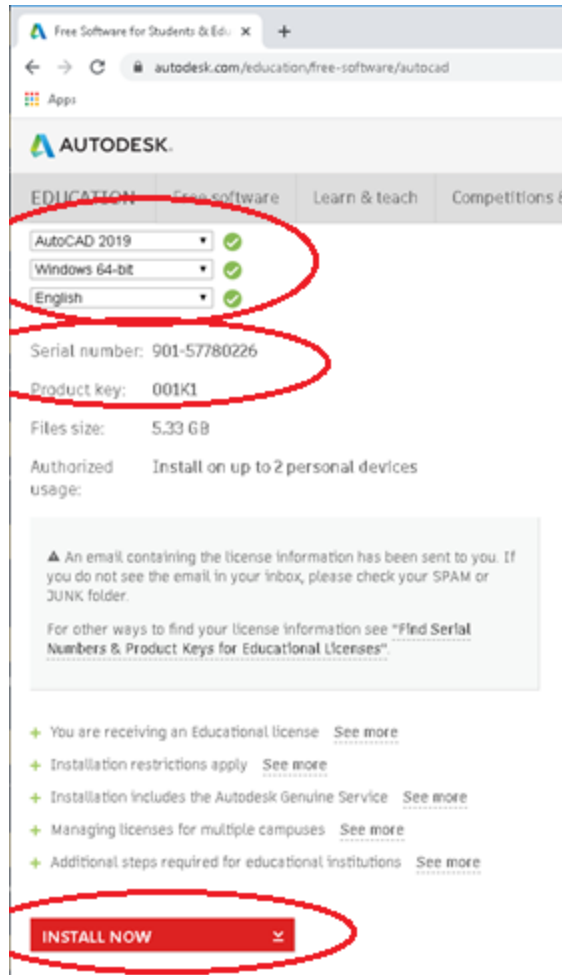 Free Software for Students & Edu
autodesk.com/education/free-software/autocad
Apps
AUTODESK.
EDUCATION Free software Learn & teach Competitions &
AutoCAD 2019
Windows 64-bit
English
Serial number: 901-57780226
Product key: 001K1
Files size: 5.33 GB
Authorized Install on up to 2 personal devices
usage:
An email containing the license information has been sent to you. If
you do not see the email in your inbox, please check your SPAM or
JUNK folder.
For other ways to find your license information see "Find Serial
Numbers & Product Keys for Educational Licenses".
+ You are receiving an Educational license See more
+ Installation restrictions apply See more
+ Installation includes the Autodesk Genuine Service See more
+ Managing licenses for multiple campuses See more
+ Additional steps required for educational institutions See more
INSTALL NOW